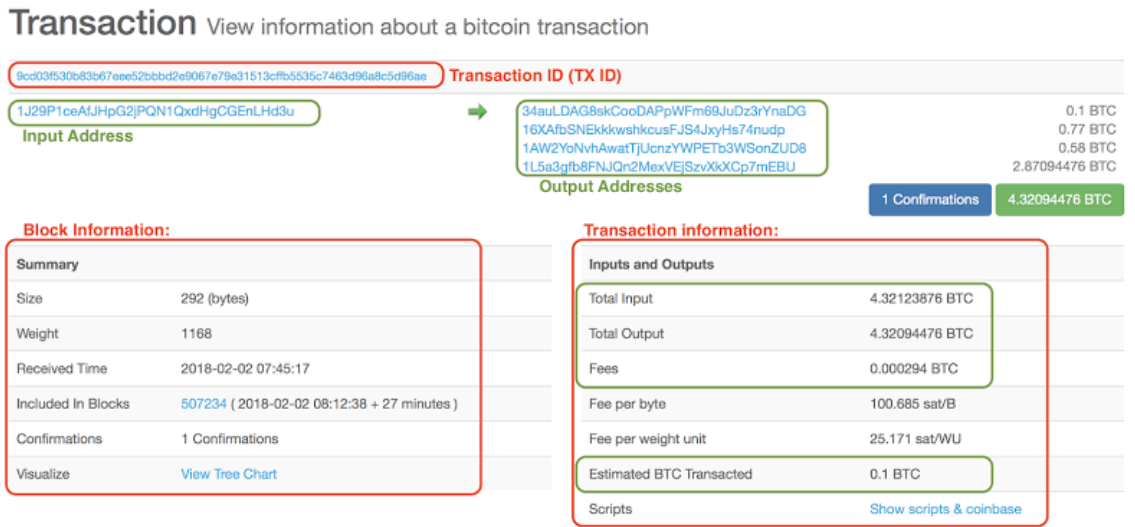 Transaction View information about a bitcoin transaction
9cd03f530b83b67eee52bbbd2e9067e79e31513cffb5535c7463d96a8c5d96ae Transaction ID (TX ID)
1J29P1ceAfJHpG2jPQN1QxdHgCGEnLHd3u
Input Address
34auLDAG8skCooDAPpWFm69JuDz3rYnaDG 0.1 BTC
16XAfbSNEkkkwshkcusFJS4JxyHs74nudp 0.77 BTC
1AW2YoNvhAwatTjUcnzYWPETb3WSonZUD8 0.58 BTC
1L5a3gfb8FNJQn2MexVEjSzvXkXCp7mEBU 2.87094476 BTC
Output Addresses
1 Confirmations 4.32094476 BTC
Block Information:
Summary
Size 292 (bytes)
Weight 1168
Received Time 2018-02-02 07:45:17
Included In Blocks 507234 ( 2018-02-02 08:12:38 + 27 minutes )
Confirmations 1 Confirmations
Visualize View Tree Chart
Transaction information:
Inputs and Outputs
Total Input 4.32123876 BTC
Total Output 4.32094476 BTC
Fees 0.000294 BTC
Fee per byte 100.685 sat/B
Fee per weight unit 25.171 sat/WU
Estimated BTC Transacted 0.1 BTC
Scripts Show scripts & coinbase